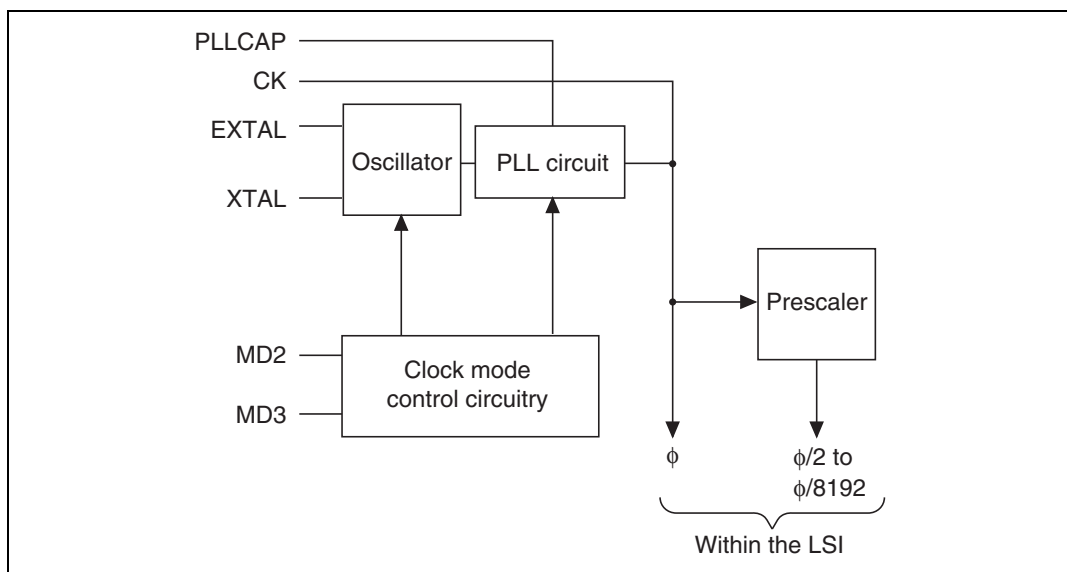 PLLCAP
CK
EXTAL
XTAL
Oscillator
PLL circuit
Prescaler
MD2
MD3
Clock mode
control circuitry
ϕ
ϕ/2 to
ϕ/8192
Within the LSI